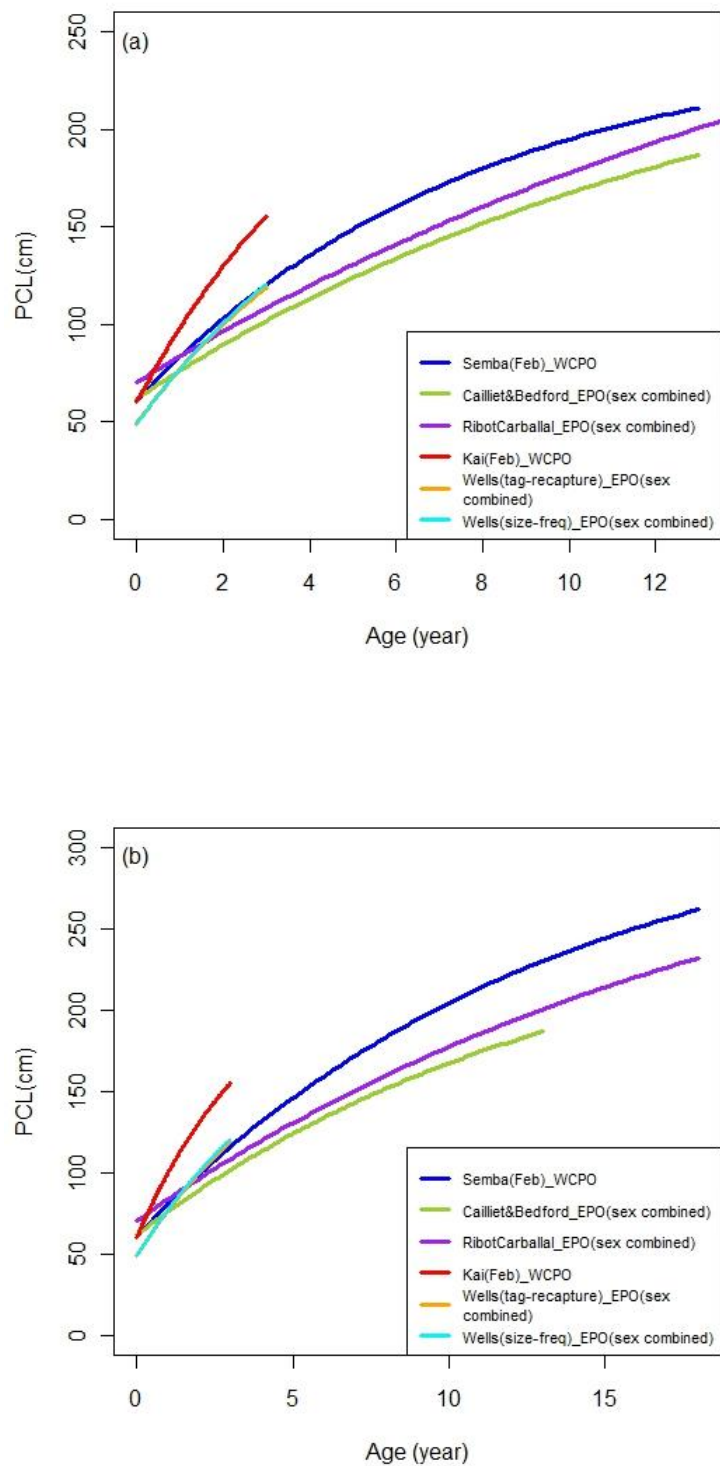 (a)
250
200
150
100
50
0
PCL(cm)
Semba(Feb)_WCPO
Cailliet&Bedford_EPO(sex combined)
RibotCarballal_EPO(sex combined)
Kai(Feb)_WCPO
Wells(tag-recapture)_EPO(sex
combined)
Wells(size-freq)_EPO(sex combined)
0 2 4 6 8 10 12
Age (year)
(b)
300
250
200
150
100
50
0
PCL(cm)
Semba(Feb)_WCPO
Cailliet&Bedford_EPO(sex combined)
RibotCarballal_EPO(sex combined)
Kai(Feb)_WCPO
Wells(tag-recapture)_EPO(sex
combined)
Wells(size-freq)_EPO(sex combined)
0 5 10 15
Age (year)